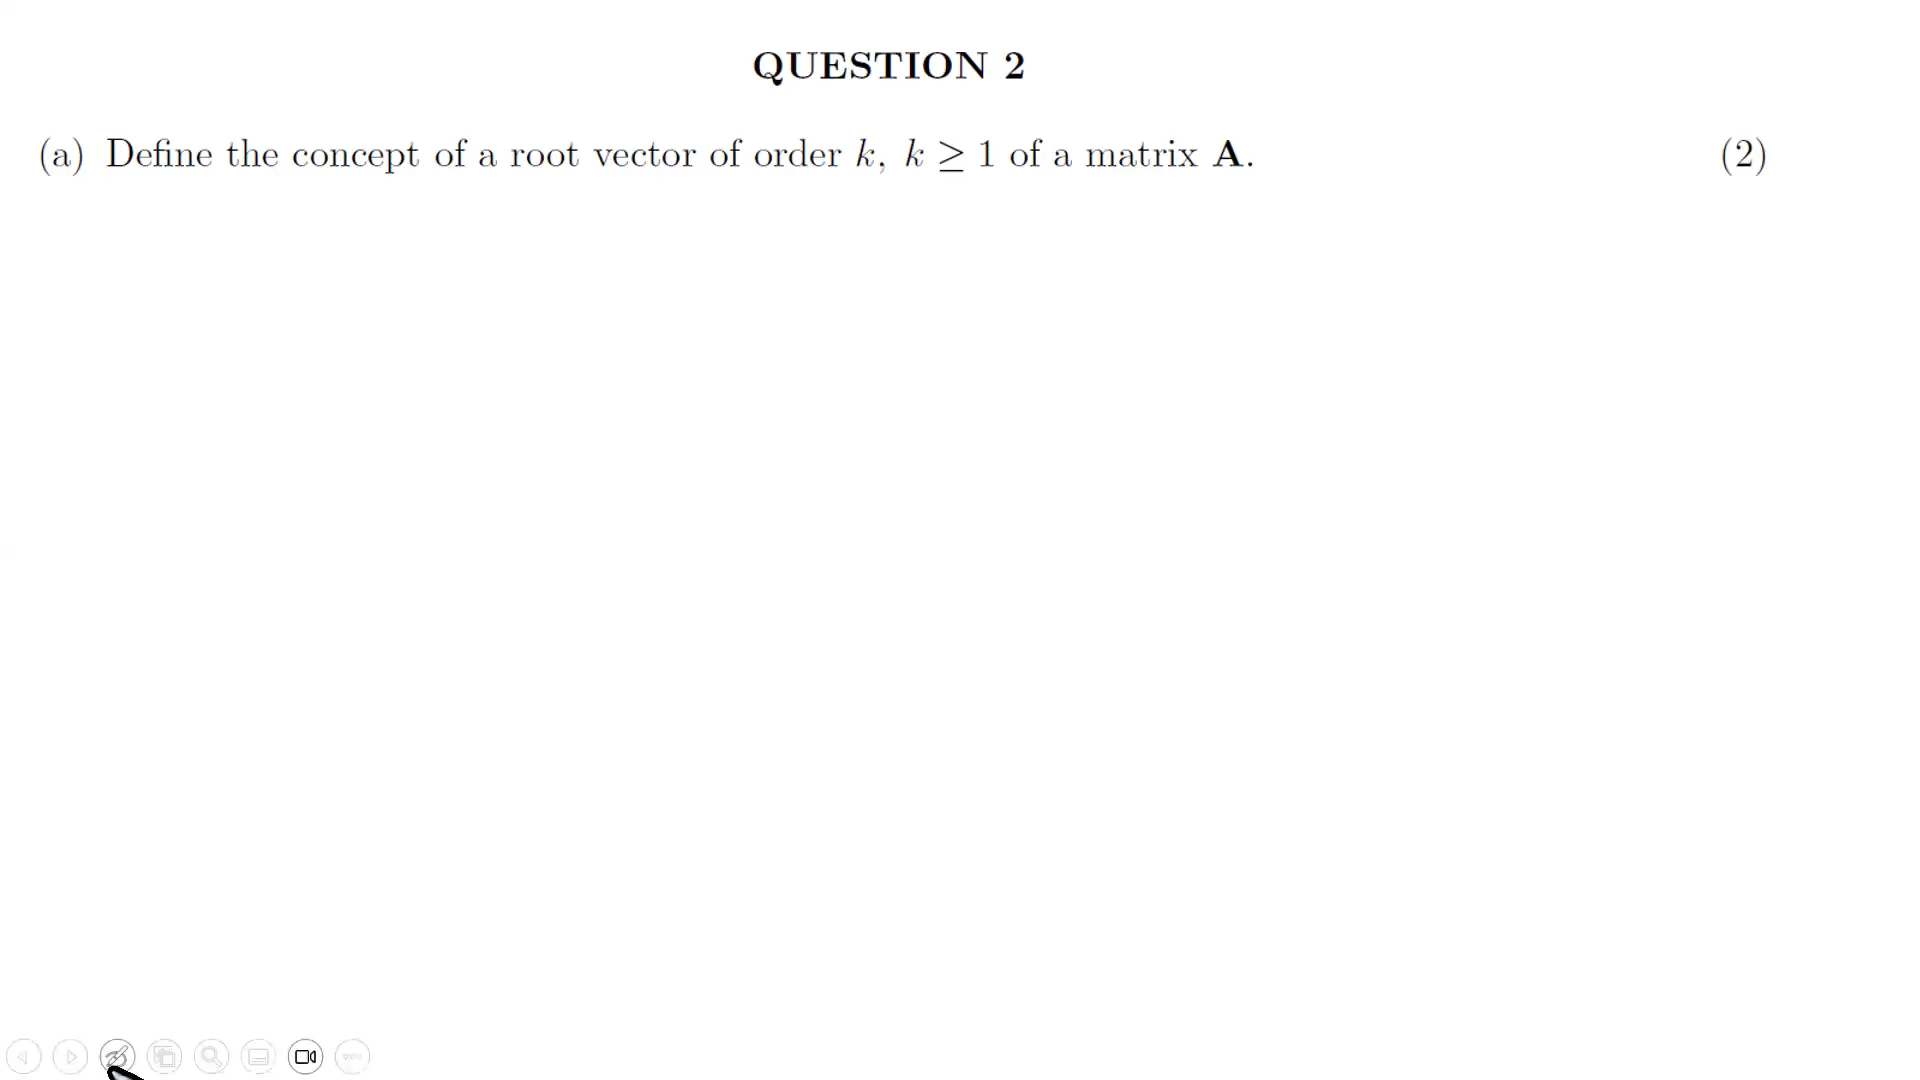 QUESTION 2
(a) Define the concept of a root vector of order k, k ≥ 1 of a matrix A. (2)